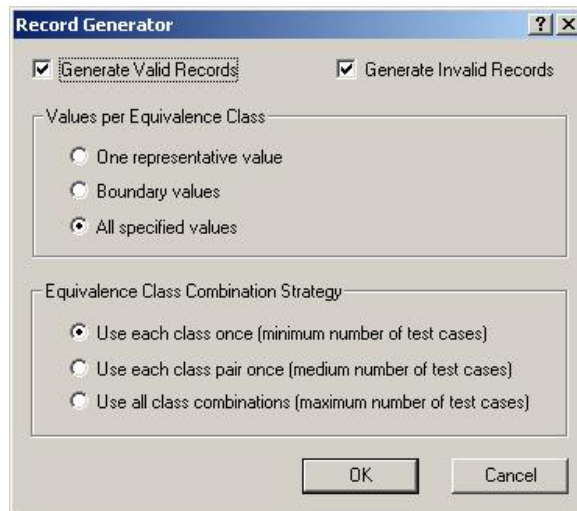 Record Generator
Generate Valid Records
Generate Invalid Records
Values per Equivalence Class
One representative value
Boundary values
All specified values
Equivalence Class Combination Strategy
Use each class once (minimum number of test cases)
Use each class pair once (medium number of test cases)
Use all class combinations (maximum number of test cases)
OK
Cancel